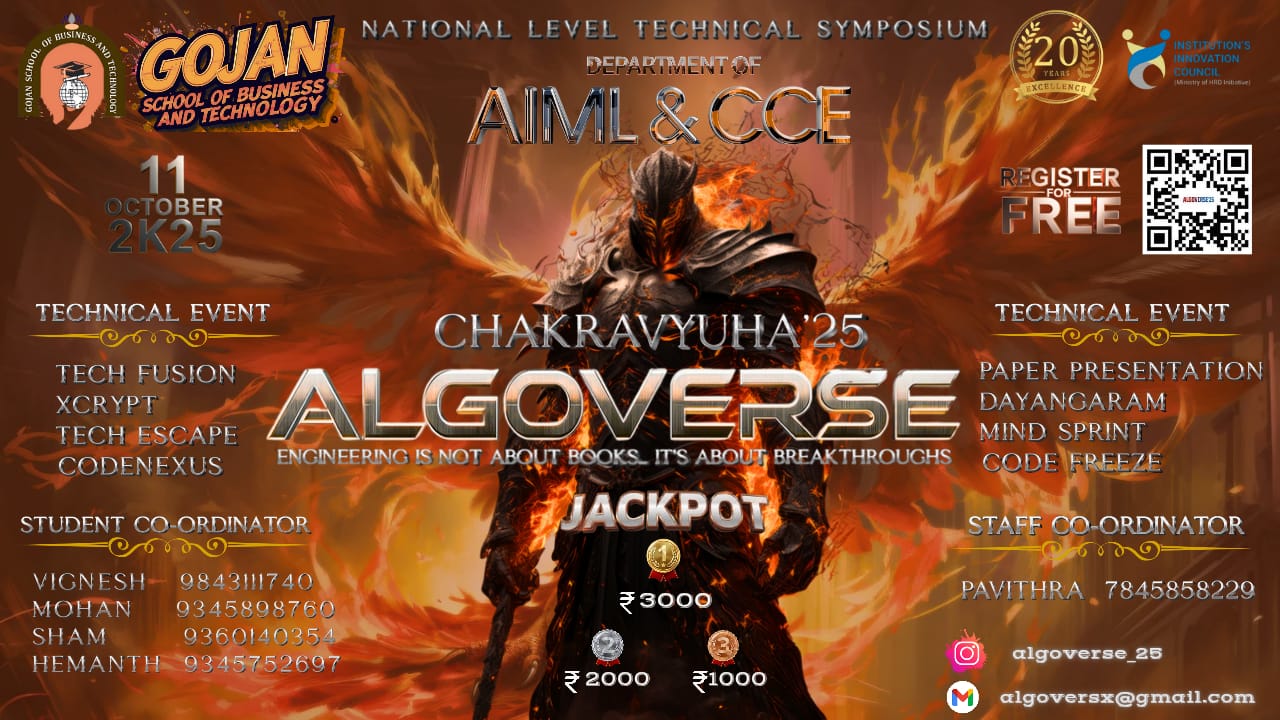 NATIONAL LEVEL TECHNICAL SYMPOSIUM
GOJAN SCHOOL OF BUSINESS AND TECHNOLOGY
GOJAN
SCHOOL OF BUSINESS
AND TECHNOLOGY
DEPARTMENT OF
AIML & CCE
20
YEARS
EXCELLENCE
INSTITUTION'S
INNOVATION
COUNCIL
(Ministry of HRD Initiative)
11
OCTOBER
2K25
REGISTER
FOR
FREE
ALGOVERSE25
TECHNICAL EVENT
TECH FUSION
XCRYPT
TECH ESCAPE
CODENEXUS
CHAKRAVYUHA'25
ALGOVERSE
ENGINEERING IS NOT ABOUT BOOKS... IT'S ABOUT BREAKTHROUGHS
TECHNICAL EVENT
PAPER PRESENTATION
DAYANGARAM
MIND SPRINT
CODE FREEZE
JACKPOT
1
₹3000
2
₹2000
3
₹1000
STUDENT CO-ORDINATOR
VIGNESH 9843111740
MOHAN 9345898760
SHAM 9360140354
HEMANTH 9345752697
STAFF CO-ORDINATOR
PAVITHRA 7845858229
algoverse_25
algoversx@gmail.com